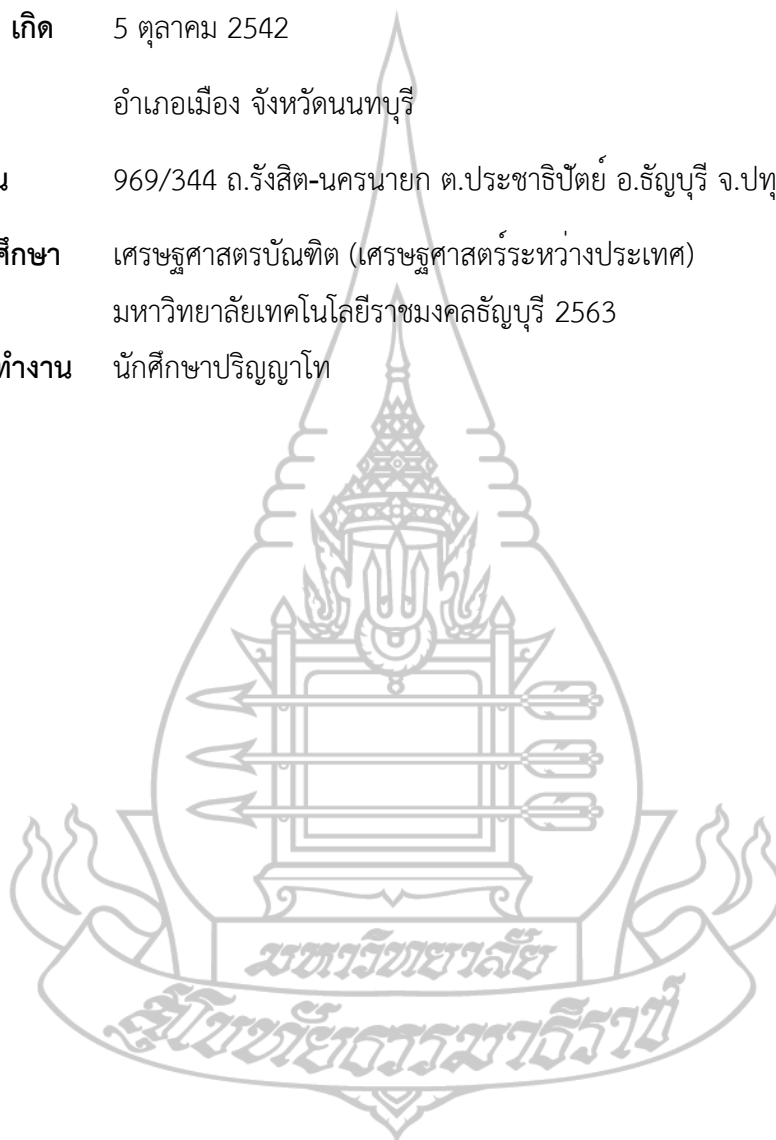 เกิด 5 ตุลาคม 2542
อำเภอเมือง จังหวัดนนทบุรี
969/344 ถ.รังสิต-นครนายก ต.ประชาธิปัตย์ อ.ธัญบุรี
ศึกษา เศรษฐศาสตรบัณฑิต (เศรษฐศาสตร์ระหว่างประเทศ)
มหาวิทยาลัยเทคโนโลยีราชมงคลธัญบุรี 2563
ทำงาน นักศึกษาปริญญาโท
มหาวิทยาลัย
สุโขทัยธรรมาธิราช